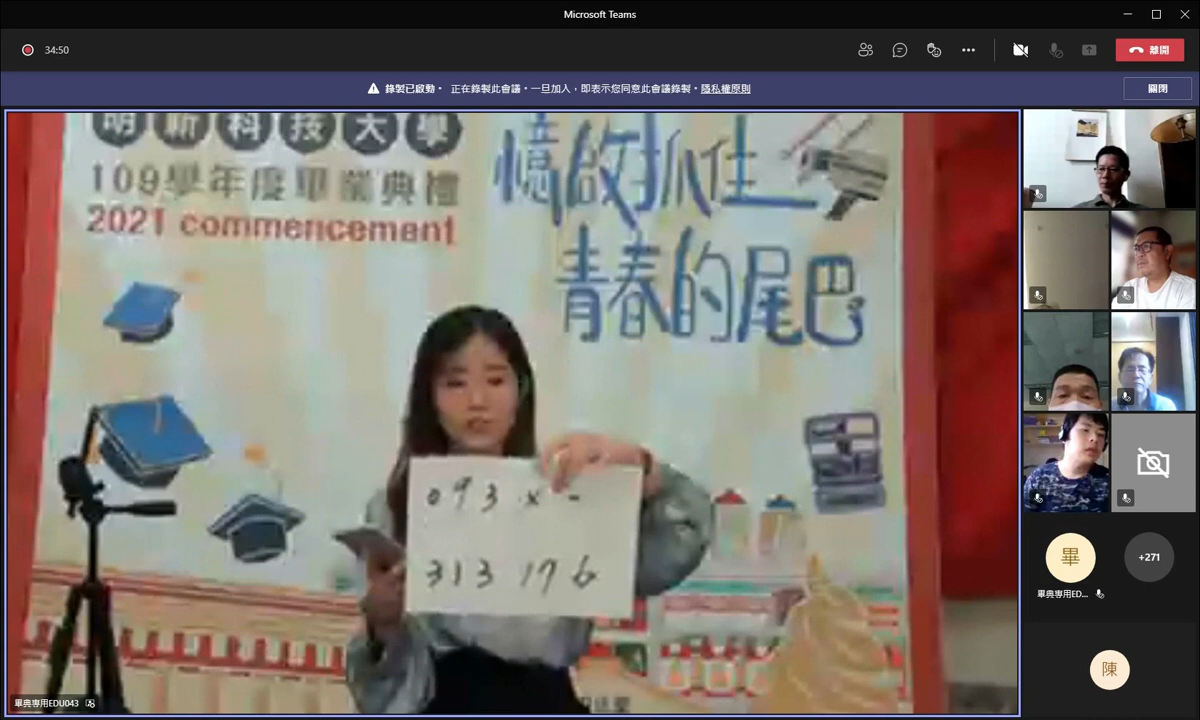 Microsoft Teams
34:50
離開
錄製已啟動。 正在錄製此會議。一旦加入，即表示您同意此會議錄製。隱私權原則
關閉
明新科技大學
109學年度畢業典禮
2021 commencement
憶啟抓住
青春的尾巴
093 x -
313 176
畢典専用EDU043
畢
畢典専用ED...
+271
陳